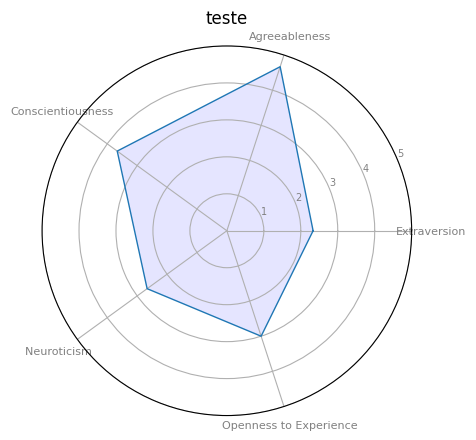 teste
Agreeableness
Conscientiousness
5
4
3
2
1
Extraversion
Neuroticism
Openness to Experience